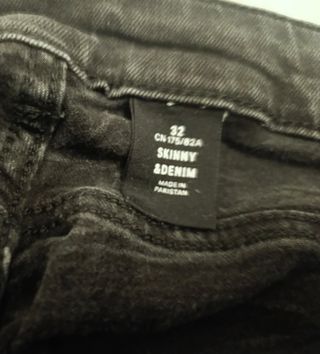 32
CN 175/82A
SKINNY
&DENIM
MADE IN
PAKISTAN